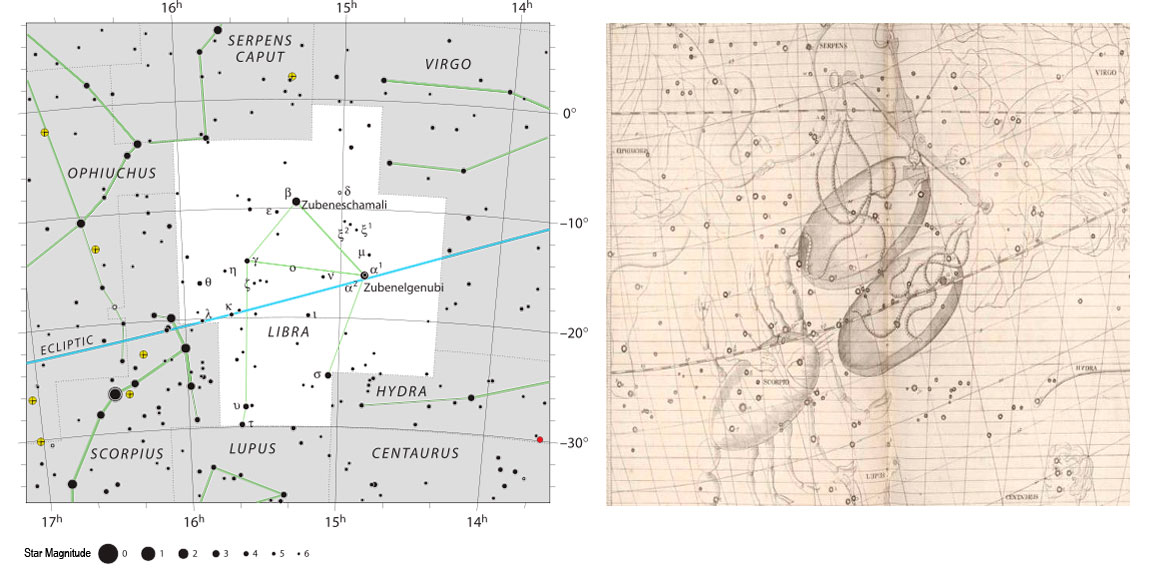 16h 15h 14h
SERPENS
CAPUT
VIRGO
0°
OPHIUCHUS
β
δ
Zubeneschamali
ε
-10°
ξ² ξ¹
μ
γ
ο
α¹
η
ν
θ
ζ
α²
Zubenelgenubi
κ
λ
ι
LIBRA
-20°
ECLIPTIC
σ
HYDRA
υ
τ
-30°
SCORPIUS
LUPUS
CENTAURUS
17h 16h 15h 14h
Star Magnitude 0 1 2 3 4 5 6
SERPENS
VIRGO
HYDRA
SCORPIO
LUPUS
CENTAURUS